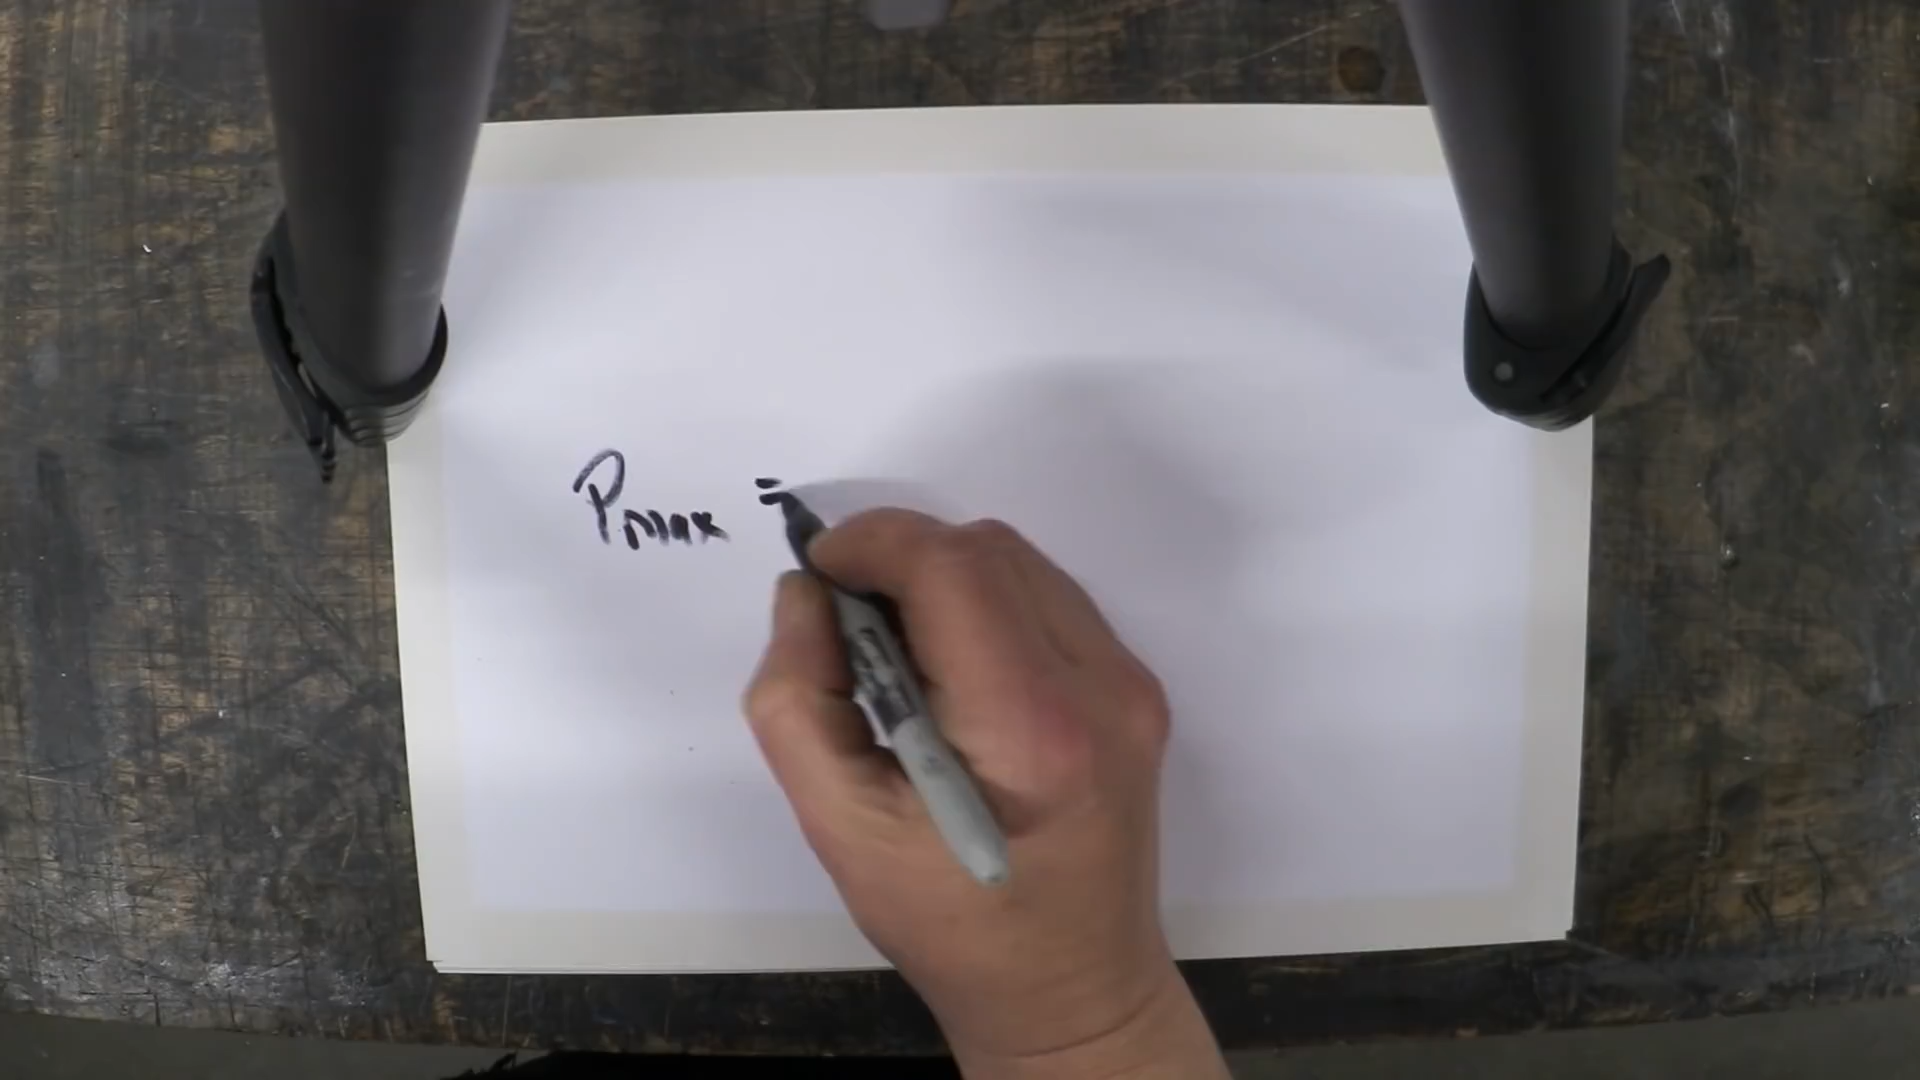 Pmax =